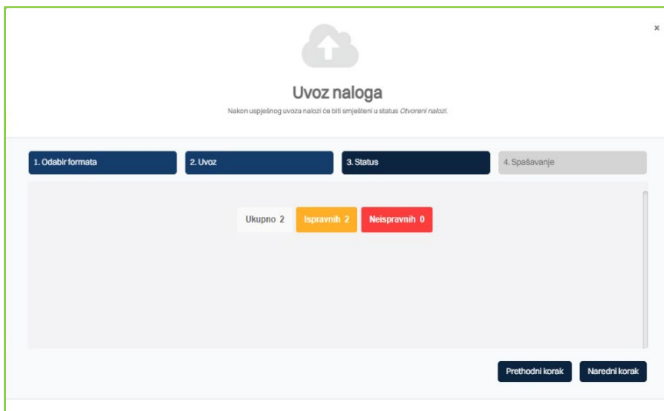 ×
Uvoz naloga
Nakon uspješnog uvoza nalozi će biti smješteni u status Otvoreni nalozi.
1. Odabir formata
2. Uvoz
3. Status
4. Spašavanje
Ukupno 2
Ispravnih 2
Neispravnih 0
Prethodni korak
Naredni korak